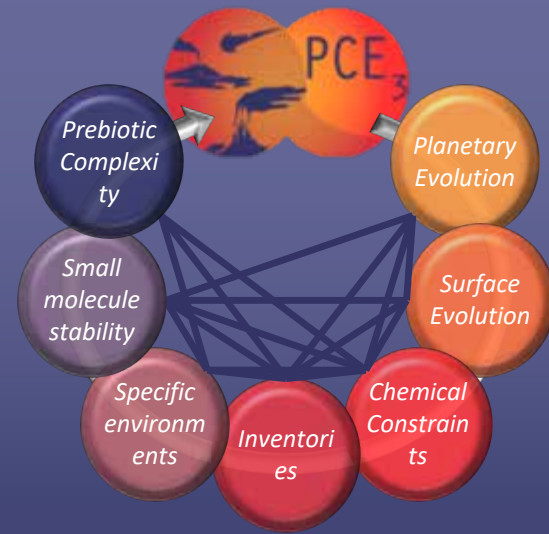 PCE
3
Prebiotic
Complexi
ty
Planetary
Evolution
Small
molecule
stability
Surface
Evolution
Specific
environm
ents
Inventori
es
Chemical
Constrain
ts